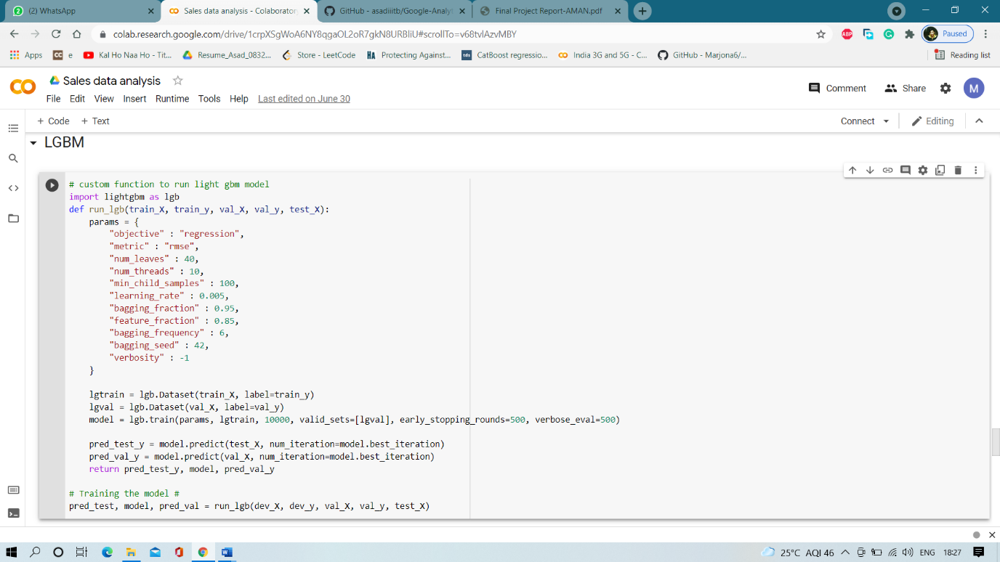 2 (2) WhatsApp
Sales data analysis - Colaborator
GitHub - asadiiitb/Google-Analyt
Final Project Report-AMAN.pdf
colab.research.google.com/drive/1crpXSgWoA6NY8qgaOL2oR7gkN8URBliU#scrollTo=v68tvlAzvMBY
ABP
Paused
Apps
CC e
Kal Ho Naa Ho - Tit...
Resume_Asad_0832...
Store - LeetCode
HA Protecting Against...
tds CatBoost regressio...
India 3G and 5G - C...
GitHub - Marjona6/...
Reading list
Sales data analysis
File Edit View Insert Runtime Tools Help Last edited on June 30
Comment
Share
M
+ Code + Text
Connect
Editing
LGBM
# custom function to run light gbm model
import lightgbm as lgb
def run_lgb(train_X, train_y, val_X, val_y, test_X):
params = {
"objective" : "regression",
"metric" : "rmse",
"num_leaves" : 40,
"num_threads" : 10,
"min_child_samples" : 100,
"learning_rate" : 0.005,
"bagging_fraction" : 0.95,
"feature_fraction" : 0.85,
"bagging_frequency" : 6,
"bagging_seed" : 42,
"verbosity" : -1
}
lgtrain = lgb.Dataset(train_X, label=train_y)
lgval = lgb.Dataset(val_X, label=val_y)
model = lgb.train(params, lgtrain, 10000, valid_sets=[lgval], early_stopping_rounds=500, verbose_eval=500)
pred_test_y = model.predict(test_X, num_iteration=model.best_iteration)
pred_val_y = model.predict(val_X, num_iteration=model.best_iteration)
return pred_test_y, model, pred_val_y
# Training the model #
pred_test, model, pred_val = run_lgb(dev_X, dev_y, val_X, val_y, test_X)
25°C AQI 46
ENG
18:27